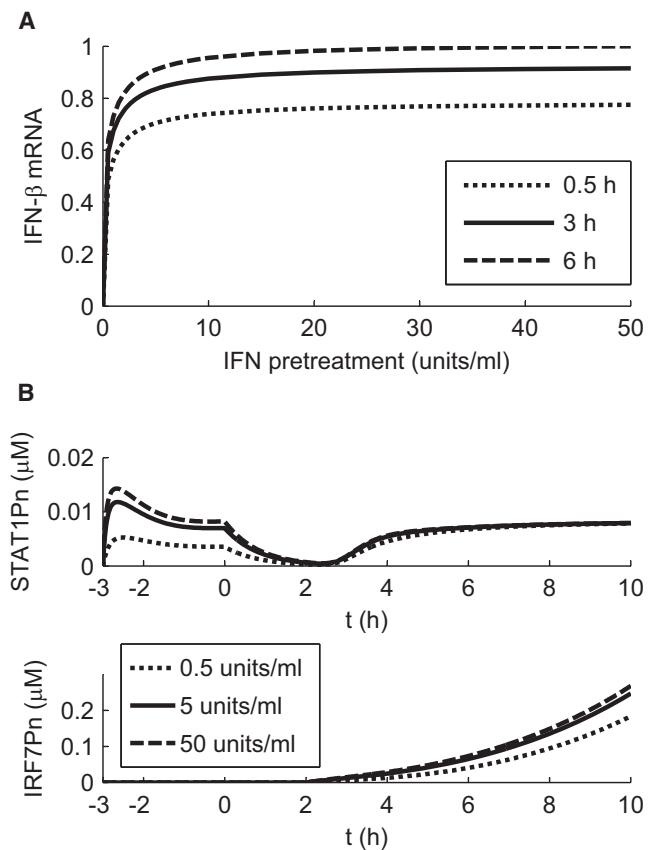 A
IFN-β mRNA
1
0.8
0.6
0.4
0.2
0
0.5 h
3 h
6 h
0 10 20 30 40 50
IFN pretreatment (units/ml)
B
STAT1Pn (μM)
0.02
0.01
0
-3 -2 0 2 4 6 8 10
t (h)
IRF7Pn (μM)
0.2
0.1
0
0.5 units/ml
5 units/ml
50 units/ml
-3 -2 0 2 4 6 8 10
t (h)